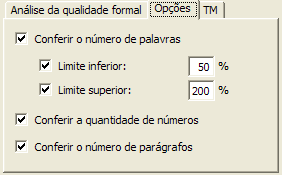 Análise da qualidade formal Opções TM
Conferir o número de palavras
Limite inferior: 50 %
Limite superior: 200 %
Conferir a quantidade de números
Conferir o número de parágrafos